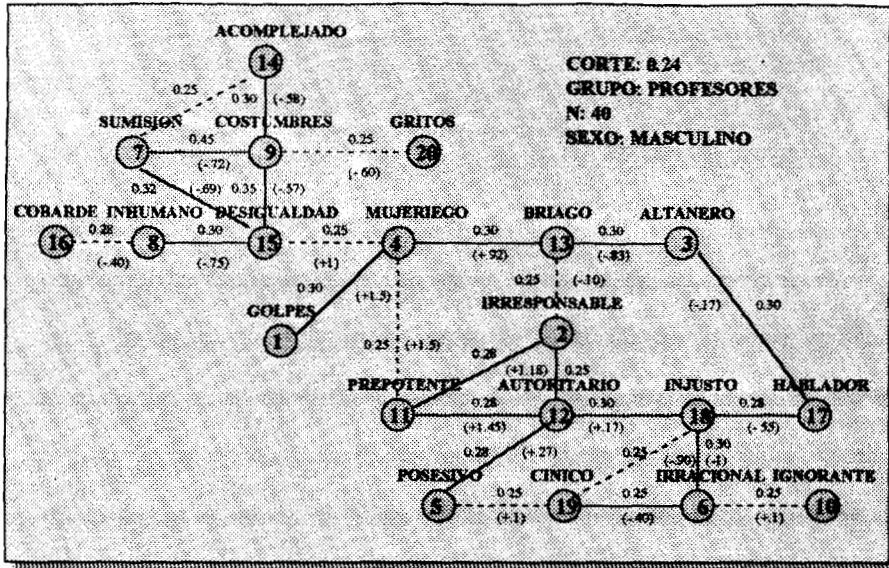 ACOMPLEJADO
14
CORTE: 0.24
GRUPO: PROFESORES
N: 40
SEXO: MASCULINO
0.25
0.30 (-.58)
SUMISION COSTUMBRES GRITOS
7 0.45 9 0.25 20
(-.72) (-.60)
0.32 (-.69) 0.35 (-.57)
COBARDE INHUMANO DESIGUALDAD MUJERIEGO BRIAGO ALTANERO
16 0.28 8 0.30 15 0.25 4 0.30 13 0.30 3
(-.40) (-.75) (+1) (+.92) (-.83)
0.30 (+1.5) 0.25 (-.10) (-.17) 0.30
GOLPES IRRESPONSABLE
1 2
0.25 (+1.5) 0.28 (+1.18) 0.25
PREPOTENTE AUTORITARIO INJUSTO HABLADOR
11 0.28 12 0.30 18 0.28 17
(+1.45) (+.17) (-.55)
0.28 (+.27) 0.25 (-.90) 0.30 (-1)
POSESIVO CINICO IRRACIONAL IGNORANTE
5 0.25 19 0.25 6 0.25 10
(+.1) (-.40) (+.1)